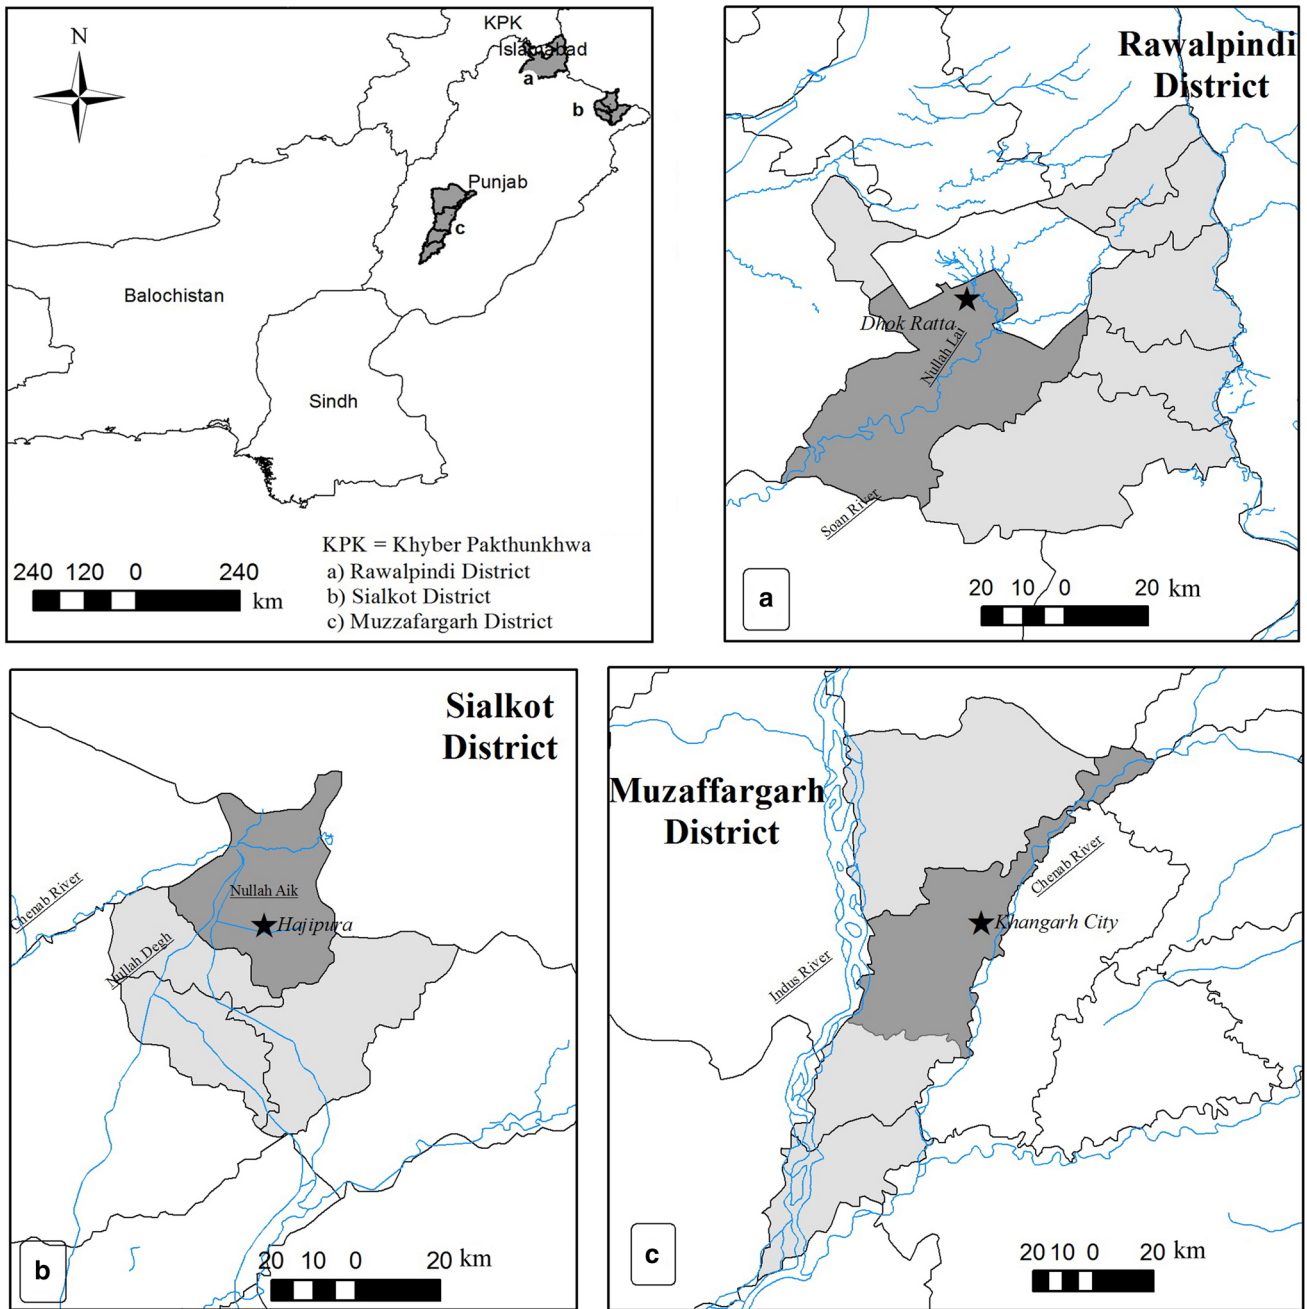 N
KPK
Islamabad
a
b
Punjab
c
Balochistan
Sindh
KPK = Khyber Pakthunkhwa
a) Rawalpindi District
b) Sialkot District
c) Muzzafargarh District
240 120 0 240
km
Rawalpindi
District
Dhok Ratta
Nullah Lai
Soan River
a
20 10 0 20 km
Sialkot
District
Chenab River
Nullah Aik
Hajipura
Nullah Degh
b
20 10 0 20 km
Muzaffargarh
District
Chenab River
Khangarh City
Indus River
c
20 10 0 20 km